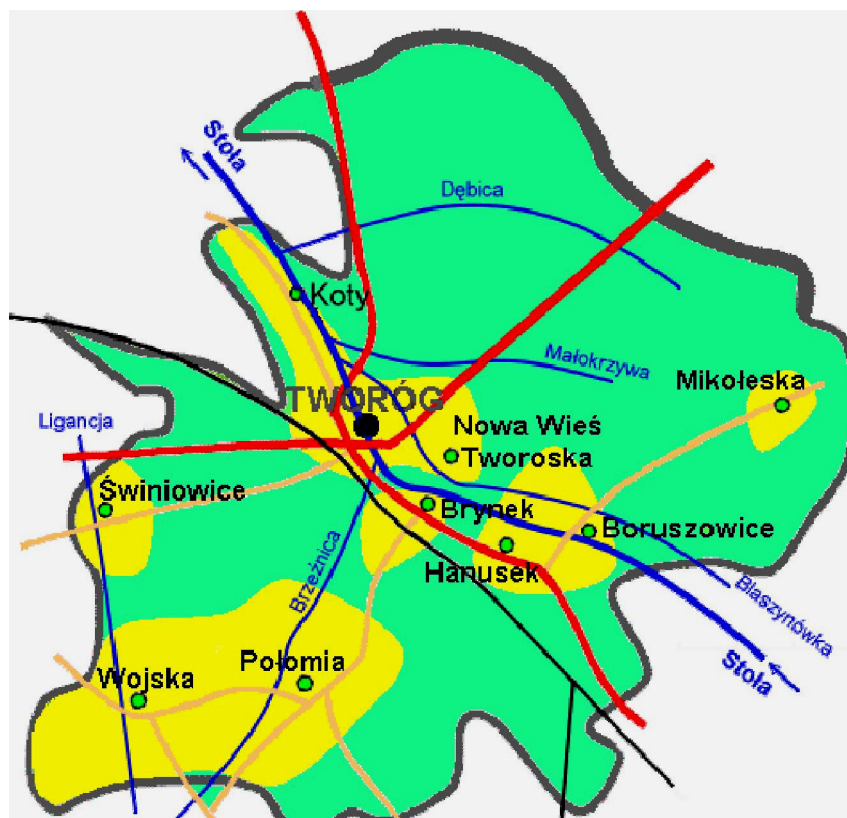 Stoła
Dębica
Koty
Małokrzywa
Mikołeska
TWORÓG
Ligancja
Nowa Wieś
Tworoska
Świniowice
Brynek
Boruszowice
Hanusek
Brzeźnica
Błaszynówka
Połomia
Wojska
Stoła